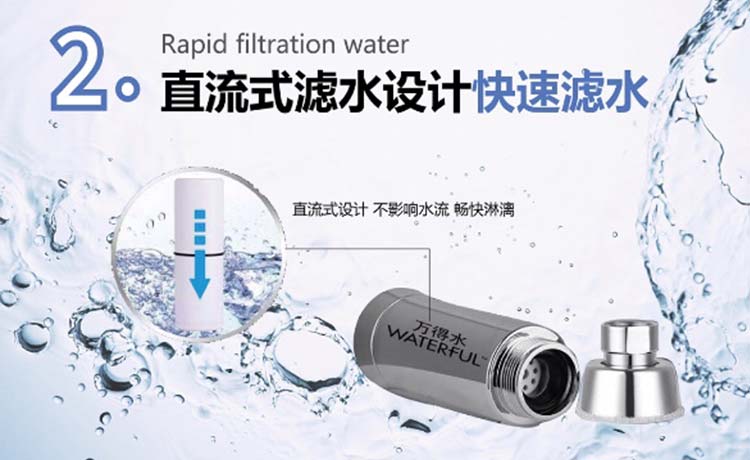 2。
Rapid filtration water
直流式滤水设计快速滤水
直流式设计 不影响水流 畅快淋漓
万得水
WATERFUL™